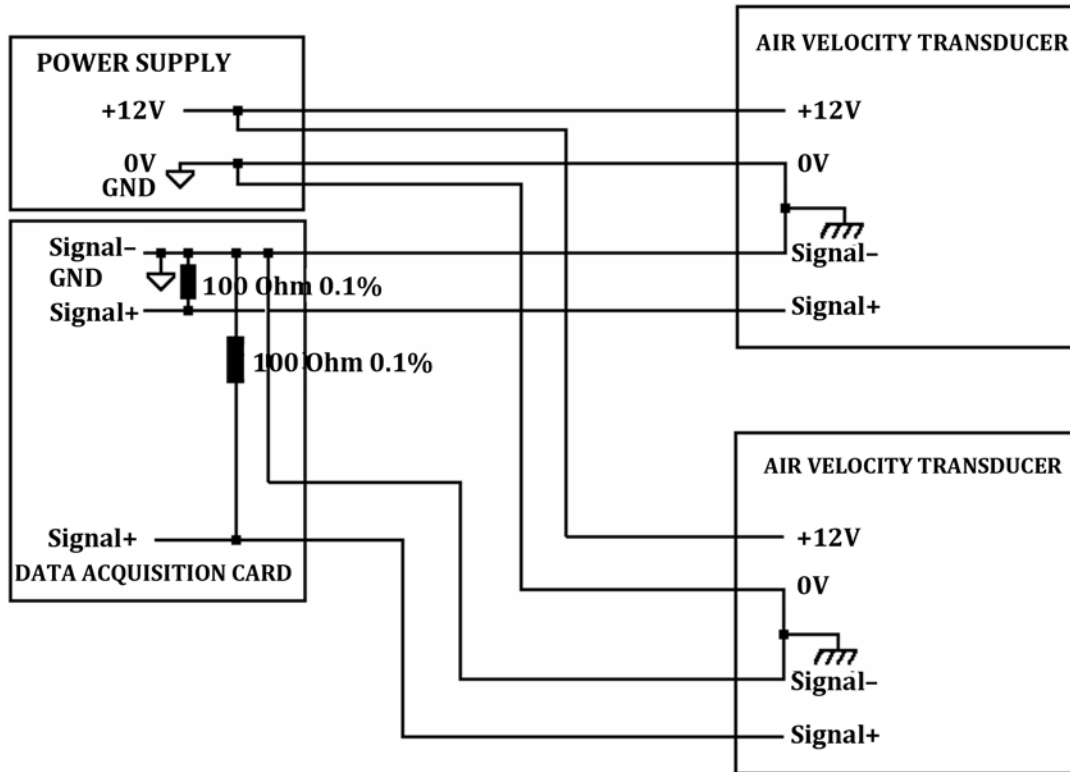 POWER SUPPLY
+12V
0V
GND
Signal–
GND
100 Ohm 0.1%
Signal+
100 Ohm 0.1%
Signal+
DATA ACQUISITION CARD
AIR VELOCITY TRANSDUCER
+12V
0V
Signal–
Signal+
AIR VELOCITY TRANSDUCER
+12V
0V
Signal–
Signal+